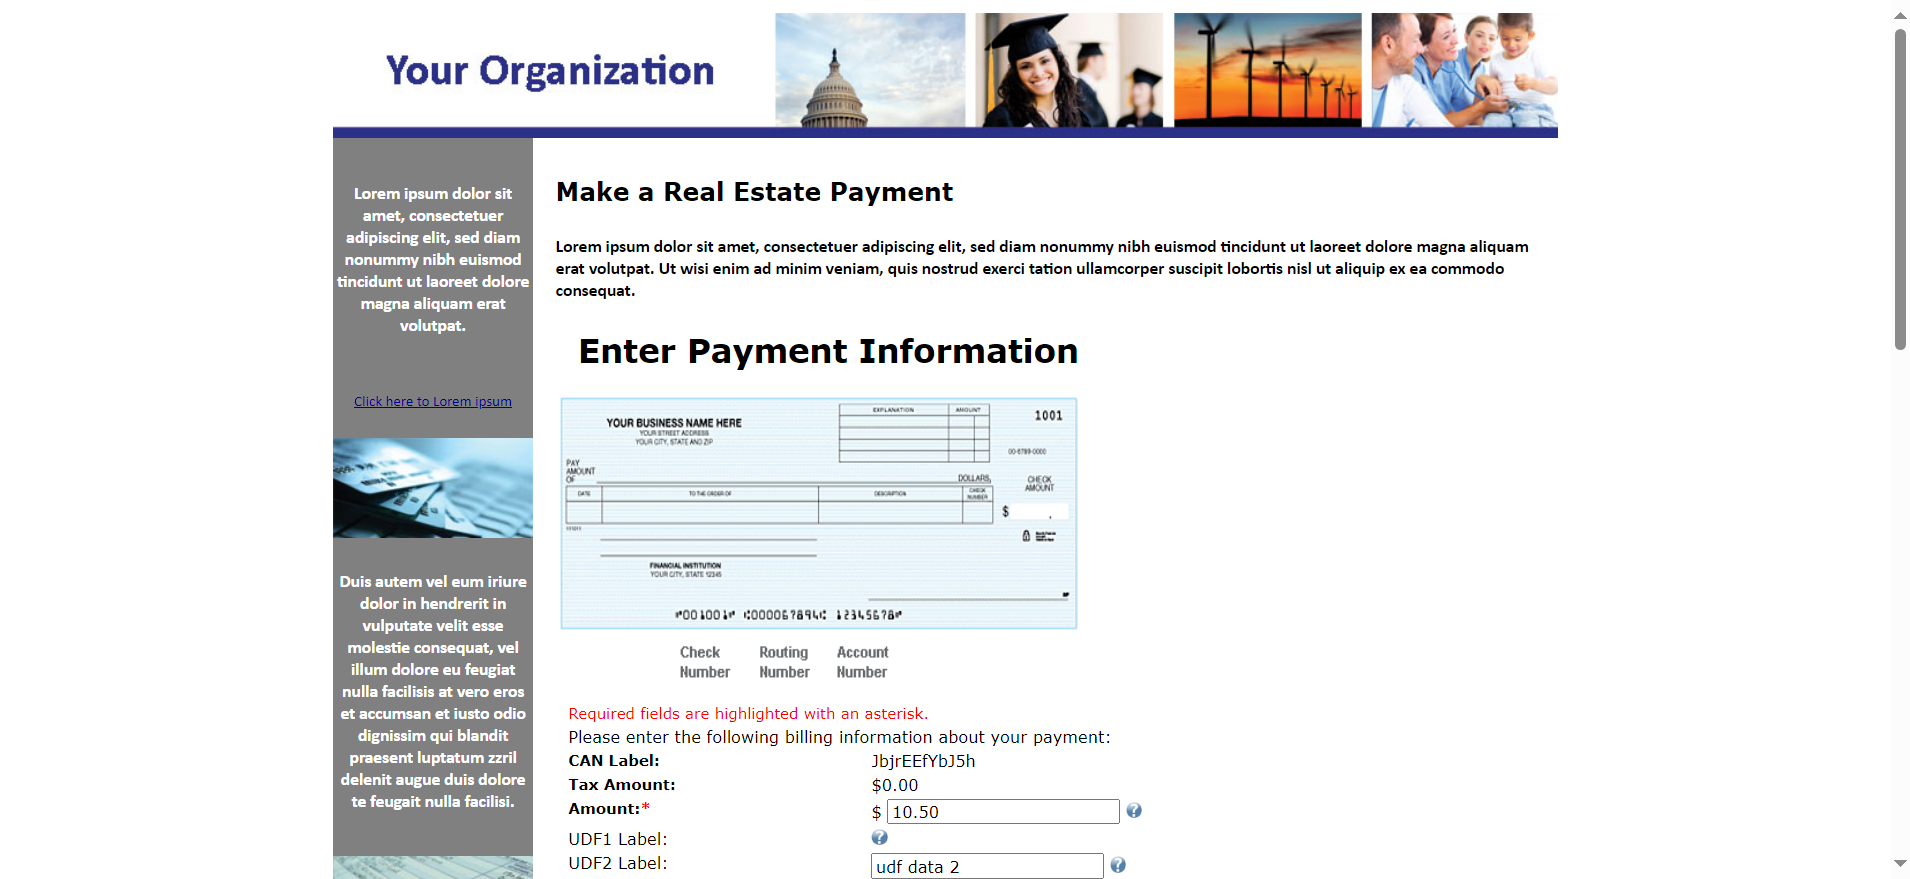 Your Organization
Lorem ipsum dolor sit
amet, consectetuer
adipiscing elit, sed diam
nonummy nibh euismod
tincidunt ut laoreet dolore
magna aliquam erat
volutpat.
Click here to Lorem ipsum
Duis autem vel eum iriure
dolor in hendrerit in
vulputate velit esse
molestie consequat, vel
illum dolore eu feugiat
nulla facilisis at vero eros
et accumsan et iusto odio
dignissim qui blandit
praesent luptatum zzril
delenit augue duis dolore
te feugait nulla facilisi.
Make a Real Estate Payment
Lorem ipsum dolor sit amet, consectetuer adipiscing elit, sed diam nonummy nibh euismod tincidunt ut laoreet dolore magna aliquam
erat volutpat. Ut wisi enim ad minim veniam, quis nostrud exerci tation ullamcorper suscipit lobortis nisl ut aliquip ex ea commodo
consequat.
Enter Payment Information
YOUR BUSINESS NAME HERE
YOUR STREET ADDRESS
YOUR CITY, STATE AND ZIP
EXPLANATION AMOUNT
1001
00-6789-0000
PAY
AMOUNT
OF
DOLLARS
CHECK
AMOUNT
DATE TO THE ORDER OF DESCRIPTION CHECK
NUMBER
$
FINANCIAL INSTITUTION
YOUR CITY, STATE 12345
⑈001001⑈ ⑆000067894⑆ 12345678⑈
Check Routing Account
Number Number Number
Required fields are highlighted with an asterisk.
Please enter the following billing information about your payment:
CAN Label: JbjrEEfYbJ5h
Tax Amount: $0.00
Amount:* $ 10.50 ?
UDF1 Label: ?
UDF2 Label: udf data 2 ?